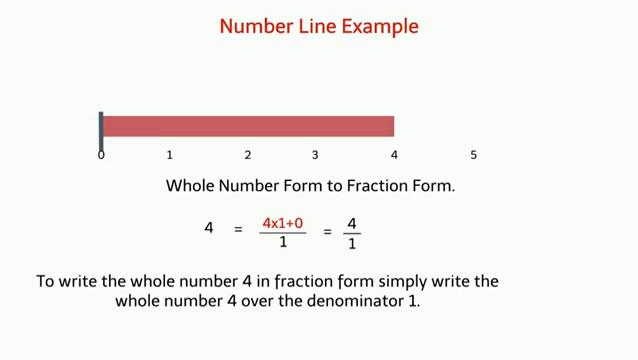 Number Line Example
0 1 2 3 4 5
Whole Number Form to Fraction Form.
4 = 4x1+0 / 1 = 4 / 1
To write the whole number 4 in fraction form simply write the
whole number 4 over the denominator 1.